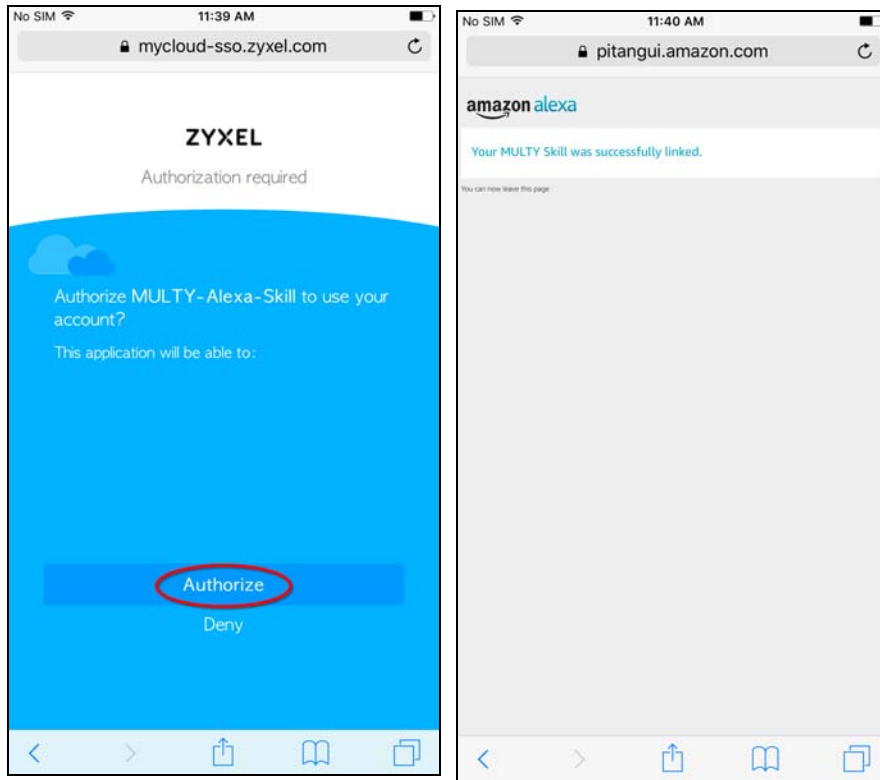 No SIM 11:39 AM
mycloud-sso.zyxel.com
ZYXEL
Authorization required
Authorize MULTY-Alexa-Skill to use your
account?
This application will be able to:
Authorize
Deny
No SIM 11:40 AM
pitangui.amazon.com
amazon alexa
Your MULTY Skill was successfully linked.
You can now leave this page